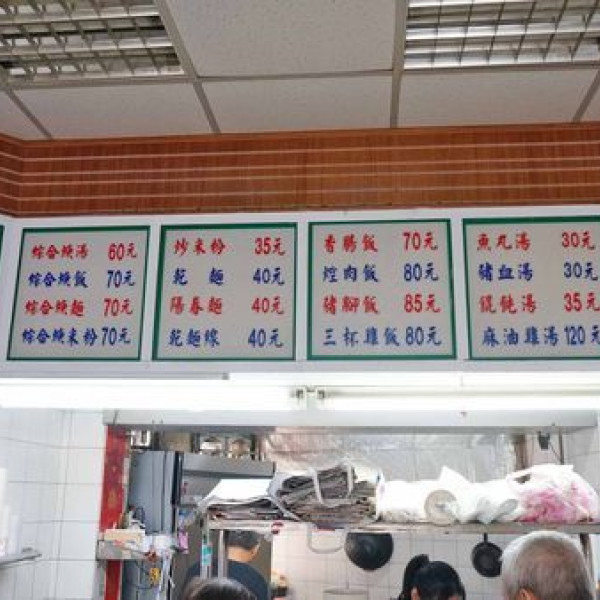 綜合焿湯 60元
綜合焿飯 70元
綜合焿麵 70元
綜合焿米粉 70元
炒米粉 35元
乾麵 40元
陽春麵 40元
乾麵線 40元
香腸飯 70元
焢肉飯 80元
豬腳飯 85元
三杯雞飯 80元
魚丸湯 30元
豬血湯 30元
餛飩湯 35元
麻油雞湯 120元